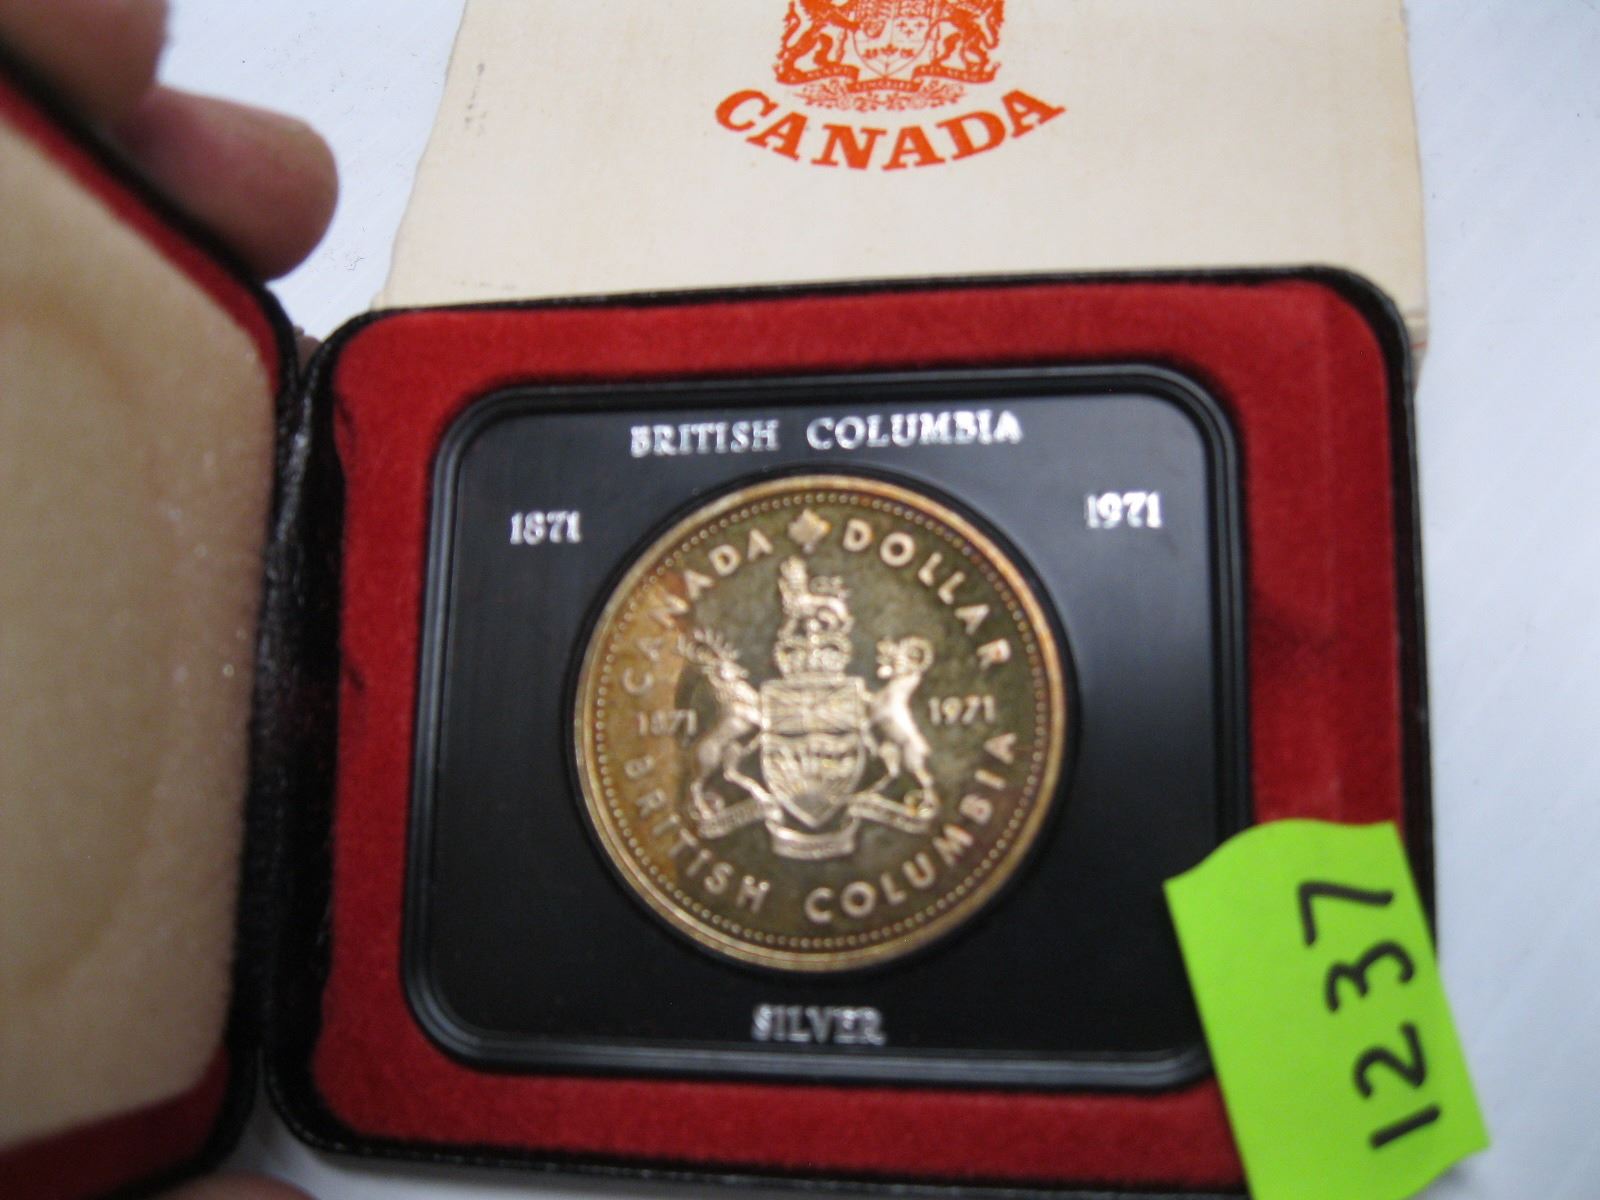 CANADA
BRITISH COLUMBIA
1871 1971
CANADA DOLLAR
1871 1971
BRITISH COLUMBIA
SILVER
1237